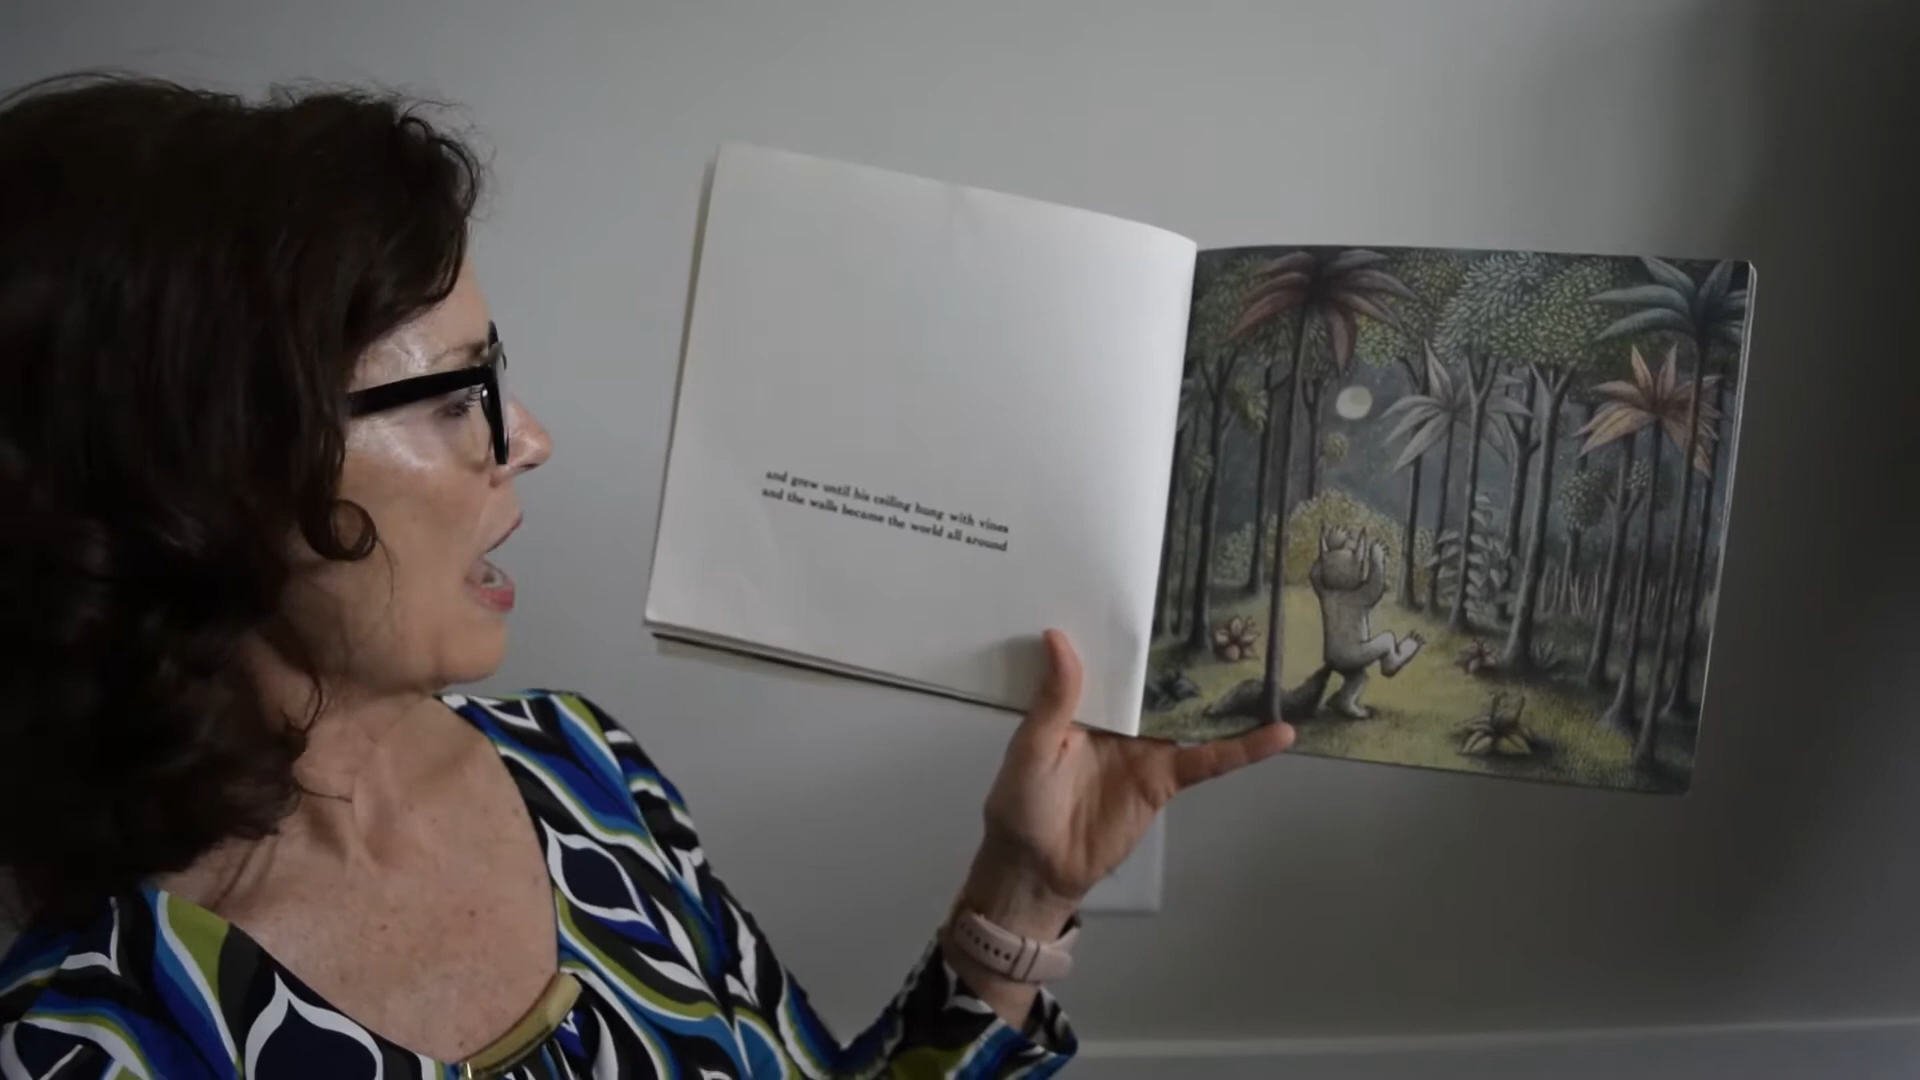 and grew until his ceiling hung with vines
and the walls became the world all around